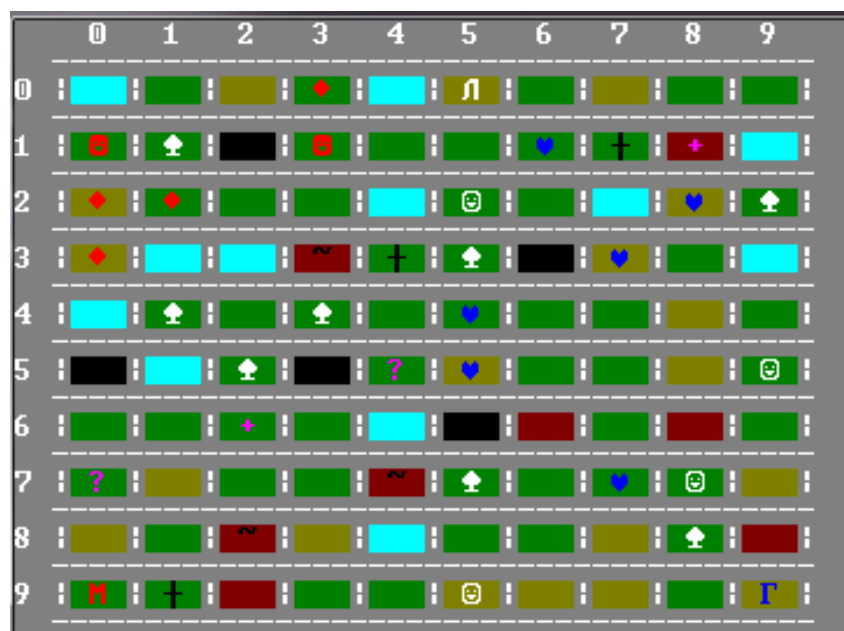 0 1 2 3 4 5 6 7 8 9
0 ♦ Л
1 ☻ ♠ ☻ ♥ † +
2 ♦ ♦ ☺ ♥ ♠
3 ♦ ~ † ♠ ♥
4 ♠ ♠ ♥
5 ♠ ? ♥ ☺
6 +
7 ? ~ ♠ ♥ ☺
8 ~ ♠
9 M † ☺ Г